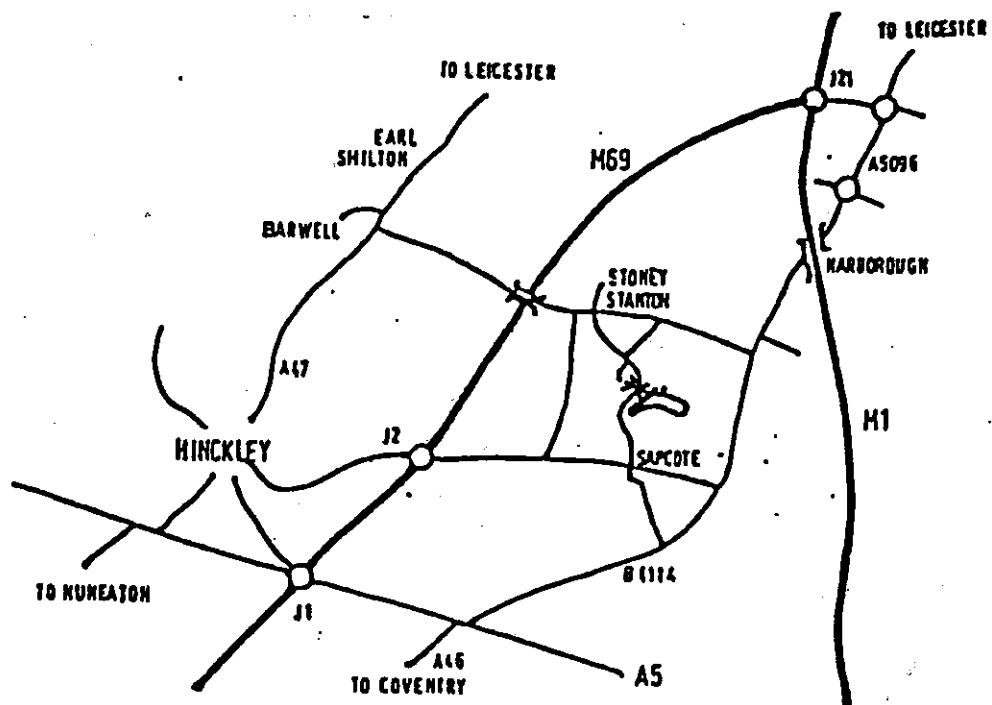 TO LEICESTER
TO LEICESTER
J21
EARL
SHILTON
M69
A5096
BARWELL
NARBOROUGH
STONEY
STANTON
A47
M1
J2
HINCKLEY
SAPCOTE
B4114
TO NUNEATON
J1
A46
TO COVENTRY
A5